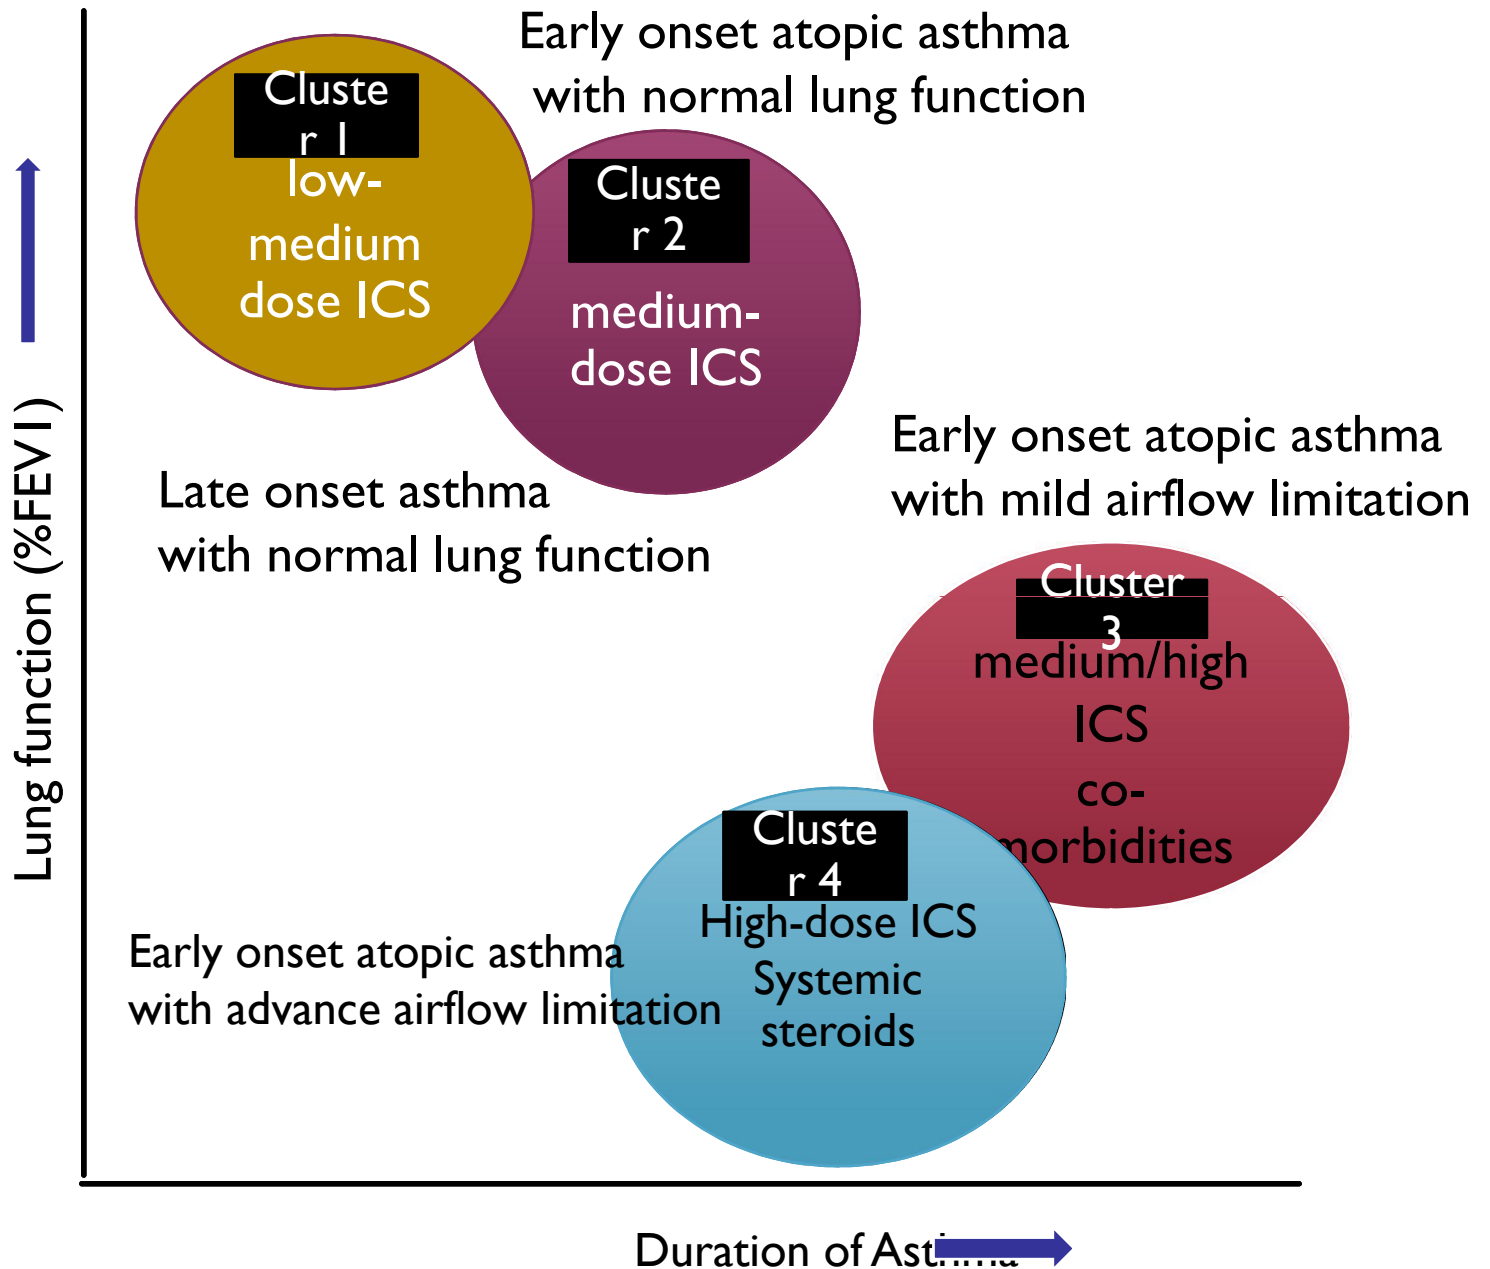 Early onset atopic asthma
with normal lung function
Cluste
r 1
low-
medium
dose ICS
Cluste
r 2
medium-
dose ICS
Late onset asthma
with normal lung function
Early onset atopic asthma
with mild airflow limitation
Cluster
3
medium/high
ICS
co-
morbidities
Cluste
r 4
High-dose ICS
Systemic
steroids
Early onset atopic asthma
with advance airflow limitation
Lung function (%FEV1)
Duration of Asthma